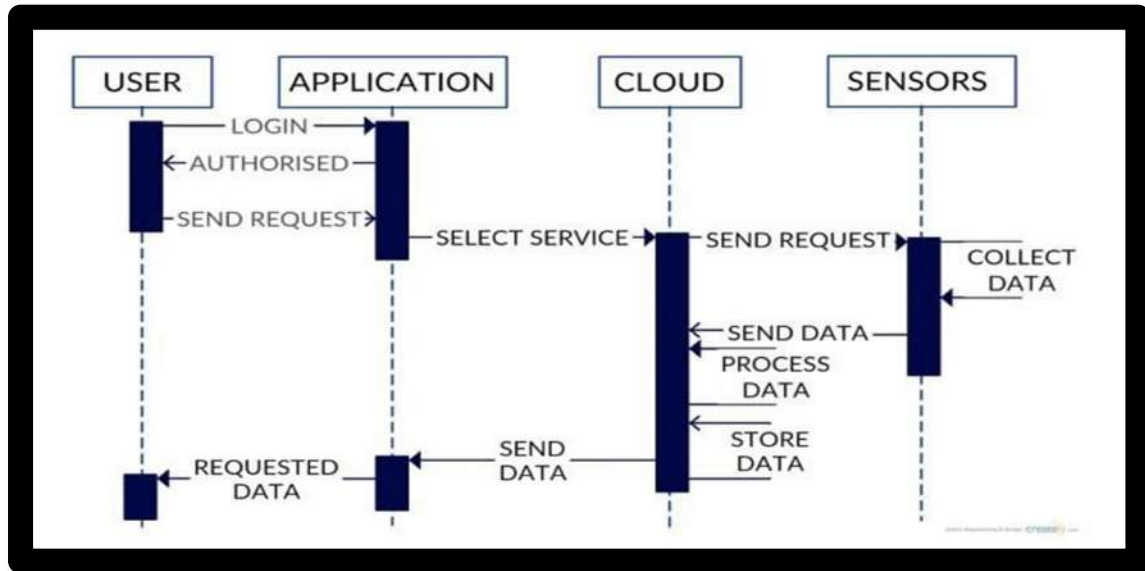 USER
APPLICATION
CLOUD
SENSORS
LOGIN
AUTHORISED
SEND REQUEST
SELECT SERVICE
SEND REQUEST
COLLECT
DATA
SEND DATA
PROCESS
DATA
STORE
DATA
SEND
DATA
REQUESTED
DATA
creately